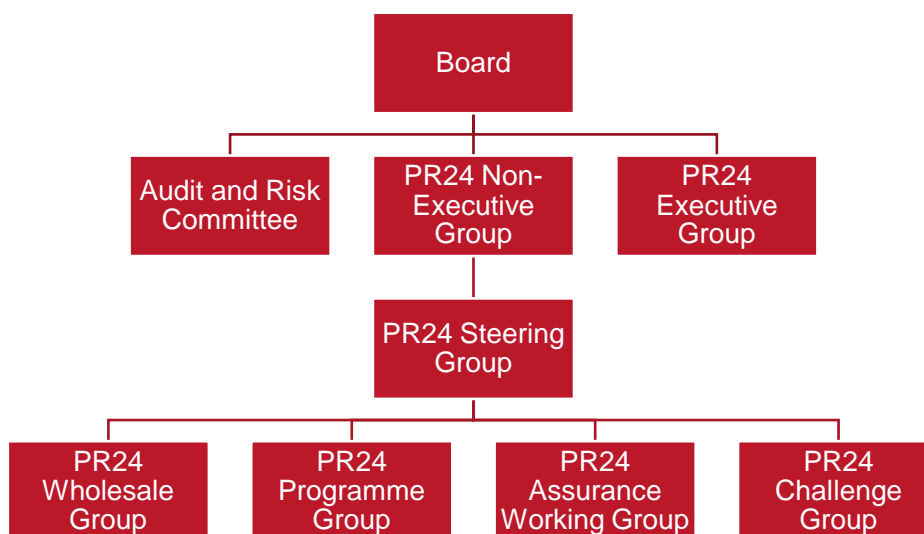 Board
Audit and Risk
Committee
PR24 Non-
Executive
Group
PR24
Executive
Group
PR24 Steering
Group
PR24
Wholesale
Group
PR24
Programme
Group
PR24
Assurance
Working Group
PR24
Challenge
Group